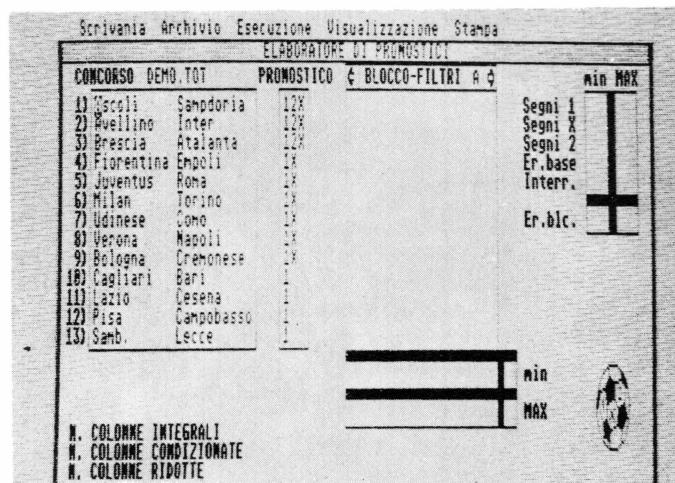 Scrivania Archivio Esecuzione Visualizzazione Stampa
ELABORATORE DI PRONOSTICI
CONCORSO DEMO.TOT PRONOSTICO ¢ BLOCCO-FILTRI A ¢ min MAX
1) Ascoli Sampdoria 12X
2) Avellino Inter 12X
3) Brescia Atalanta 12X
4) Fiorentina Empoli 1X
5) Juventus Roma 1X
6) Milan Torino 1X
7) Udinese Como 1X
8) Verona Napoli 1X
9) Bologna Cremonese 1X
10) Cagliari Bari 1
11) Lazio Cesena 1
12) Pisa Campobasso 1
13) Samb. Lecce 1
Segni 1
Segni X
Segni 2
Er.base
Interr.
Er.blc.
min
MAX
N. COLONNE INTEGRALI
N. COLONNE CONDIZIONATE
N. COLONNE RIDOTTE